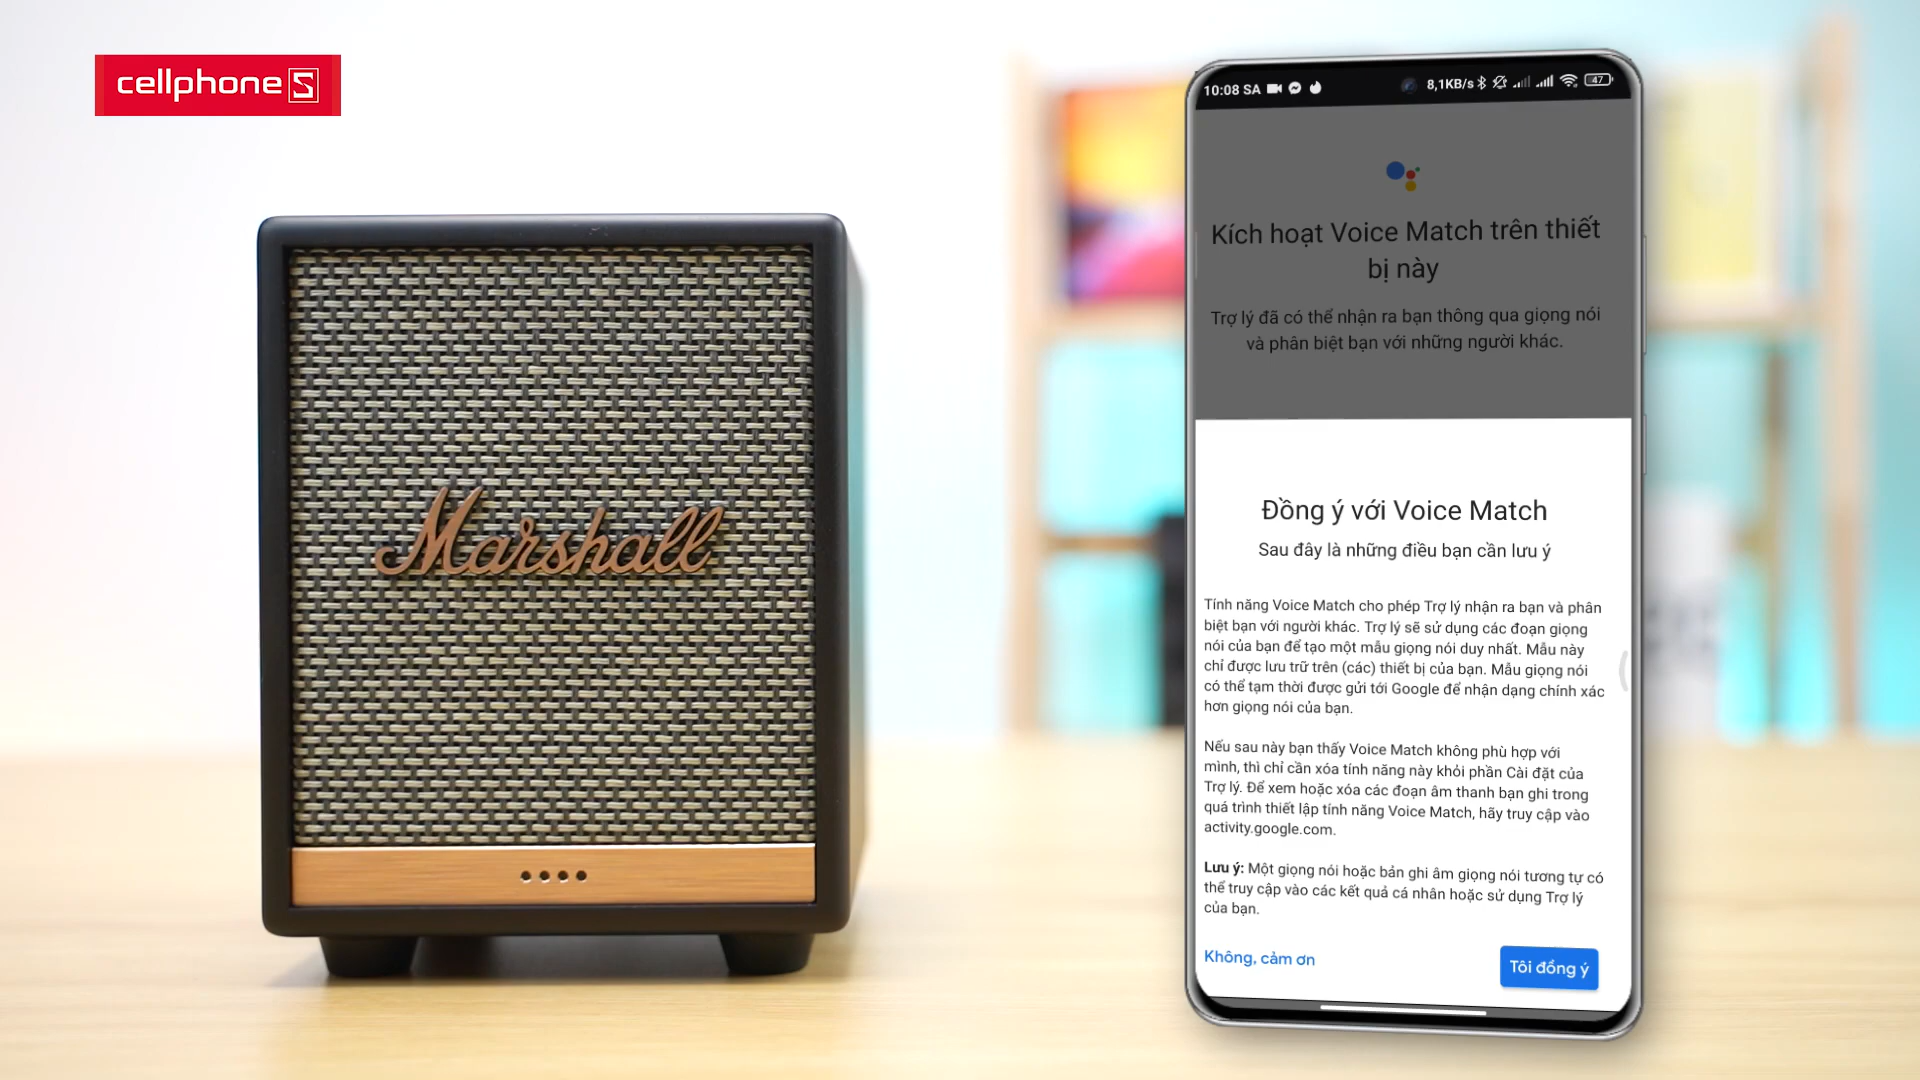 cellphoneS
Marshall
10:08 SA
8,1KB/s
47
Kích hoạt Voice Match trên thiết
bị này
Trợ lý đã có thể nhận ra bạn thông qua giọng nói
và phân biệt bạn với những người khác.
Đồng ý với Voice Match
Sau đây là những điều bạn cần lưu ý
Tính năng Voice Match cho phép Trợ lý nhận ra bạn và phân
biệt bạn với người khác. Trợ lý sẽ sử dụng các đoạn giọng
nói của bạn để tạo một mẫu giọng nói duy nhất. Mẫu này
chỉ được lưu trữ trên (các) thiết bị của bạn. Mẫu giọng nói
có thể tạm thời được gửi tới Google để nhận dạng chính xác
hơn giọng nói của bạn.
Nếu sau này bạn thấy Voice Match không phù hợp với
mình, thì chỉ cần xóa tính năng này khỏi phần Cài đặt của
Trợ lý. Để xem hoặc xóa các đoạn âm thanh bạn ghi trong
quá trình thiết lập tính năng Voice Match, hãy truy cập vào
activity.google.com.
Lưu ý: Một giọng nói hoặc bản ghi âm giọng nói tương tự có
thể truy cập vào các kết quả cá nhân hoặc sử dụng Trợ lý
của bạn.
Không, cảm ơn
Tôi đồng ý